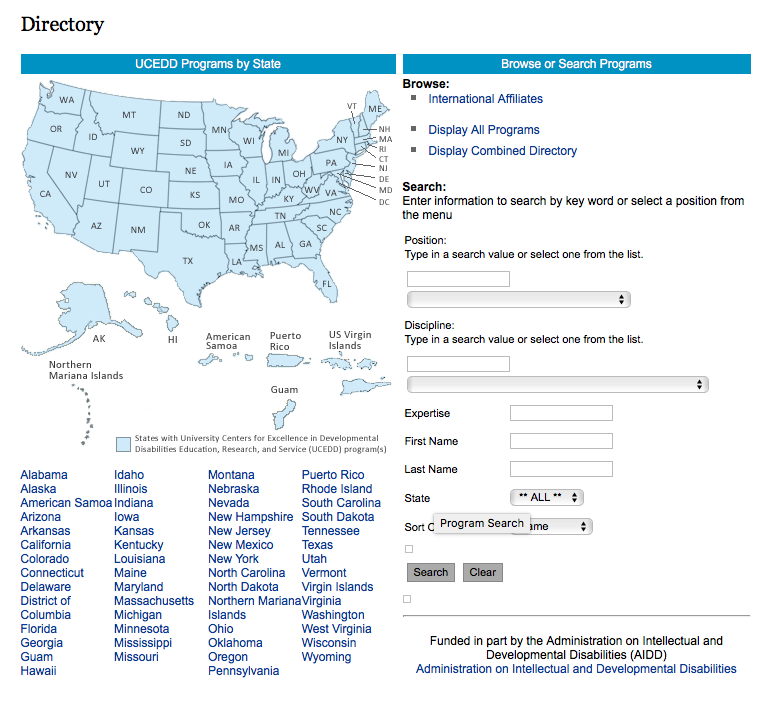 Directory
UCEDD Programs by State
WA
OR
CA
ID
NV
MT
WY
UT
AZ
CO
NM
ND
SD
NE
KS
OK
TX
MN
IA
MO
AR
LA
WI
IL
MS
MI
IN
KY
TN
AL
OH
WV
GA
FL
SC
NC
VA
PA
NY
VT
ME
NH
MA
RI
CT
NJ
DE
MD
DC
AK
HI
American
Samoa
Puerto
Rico
US Virgin
Islands
Northern
Mariana Islands
Guam
States with University Centers for Excellence in Developmental
Disabilities Education, Research, and Service (UCEDD) program(s)
Alabama
Alaska
American Samoa
Arizona
Arkansas
California
Colorado
Connecticut
Delaware
District of
Columbia
Florida
Georgia
Guam
Hawaii
Idaho
Illinois
Indiana
Iowa
Kansas
Kentucky
Louisiana
Maine
Maryland
Massachusetts
Michigan
Minnesota
Mississippi
Missouri
Montana
Nebraska
Nevada
New Hampshire
New Jersey
New Mexico
New York
North Carolina
North Dakota
Northern Mariana
Islands
Ohio
Oklahoma
Oregon
Pennsylvania
Puerto Rico
Rhode Island
South Carolina
South Dakota
Tennessee
Texas
Utah
Vermont
Virgin Islands
Virginia
Washington
West Virginia
Wisconsin
Wyoming
Browse or Search Programs
Browse:
International Affiliates
Display All Programs
Display Combined Directory
Search:
Enter information to search by key word or select a position from
the menu
Position:
Type in a search value or select one from the list.
Discipline:
Type in a search value or select one from the list.
Expertise
First Name
Last Name
State
** ALL **
Sort
Program Search
Search
Clear
Funded in part by the Administration on Intellectual and
Developmental Disabilities (AIDD)
Administration on Intellectual and Developmental Disabilities